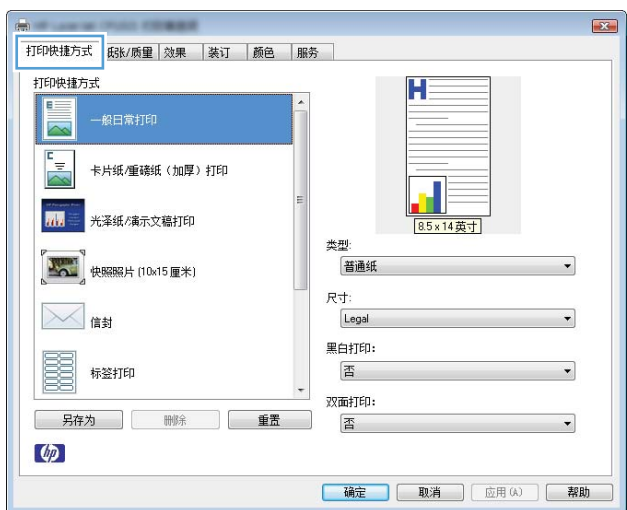 打印快捷方式 纸张/质量 效果 装订 颜色 服务
打印快捷方式
一般日常打印
卡片纸/重磅纸（加厚）打印
光泽纸/演示文稿打印
快照照片 (10x15 厘米)
信封
标签打印
另存为 删除 重置
hp
8.5 x 14 英寸
类型:
普通纸
尺寸:
Legal
黑白打印:
否
双面打印:
否
确定 取消 应用(A) 帮助